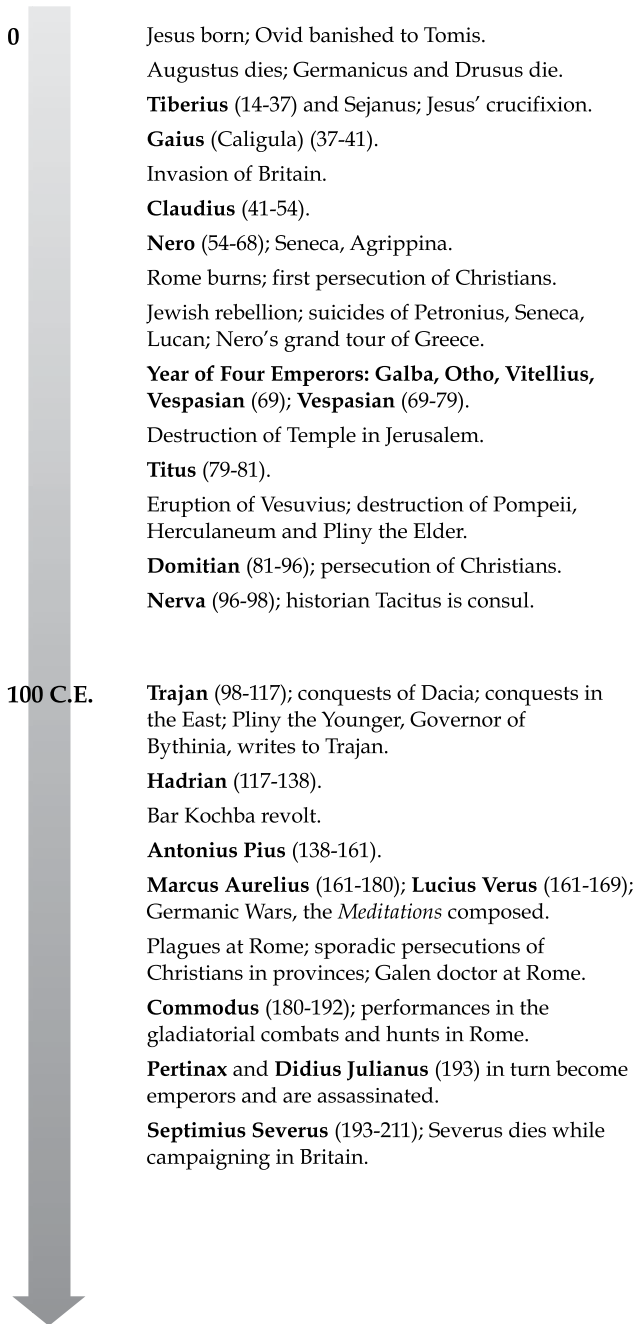 0
Jesus born; Ovid banished to Tomis.
Augustus dies; Germanicus and Drusus die.
Tiberius (14-37) and Sejanus; Jesus’ crucifixion.
Gaius (Caligula) (37-41).
Invasion of Britain.
Claudius (41-54).
Nero (54-68); Seneca, Agrippina.
Rome burns; first persecution of Christians.
Jewish rebellion; suicides of Petronius, Seneca,
Lucan; Nero’s grand tour of Greece.
Year of Four Emperors: Galba, Otho, Vitellius,
Vespasian (69); Vespasian (69-79).
Destruction of Temple in Jerusalem.
Titus (79-81).
Eruption of Vesuvius; destruction of Pompeii,
Herculaneum and Pliny the Elder.
Domitian (81-96); persecution of Christians.
Nerva (96-98); historian Tacitus is consul.
100 C.E.
Trajan (98-117); conquests of Dacia; conquests in
the East; Pliny the Younger, Governor of
Bythinia, writes to Trajan.
Hadrian (117-138).
Bar Kochba revolt.
Antonius Pius (138-161).
Marcus Aurelius (161-180); Lucius Verus (161-169);
Germanic Wars, the Meditations composed.
Plagues at Rome; sporadic persecutions of
Christians in provinces; Galen doctor at Rome.
Commodus (180-192); performances in the
gladiatorial combats and hunts in Rome.
Pertinax and Didius Julianus (193) in turn become
emperors and are assassinated.
Septimius Severus (193-211); Severus dies while
campaigning in Britain.